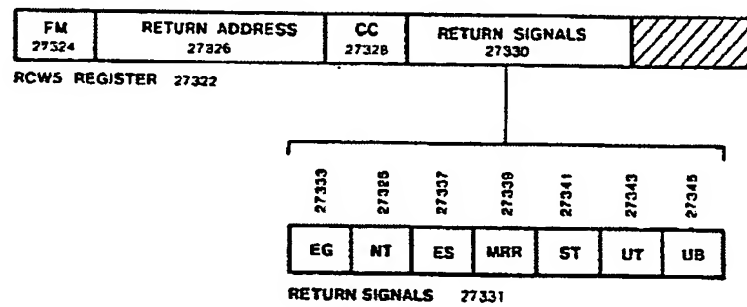 FM RETURN ADDRESS CC RETURN SIGNALS
27324 27326 27328 27330
RCWS REGISTER 27322
27333 27325 27337 27339 27341 27343 27345
EG NT ES MRR ST UT UB
RETURN SIGNALS 27331